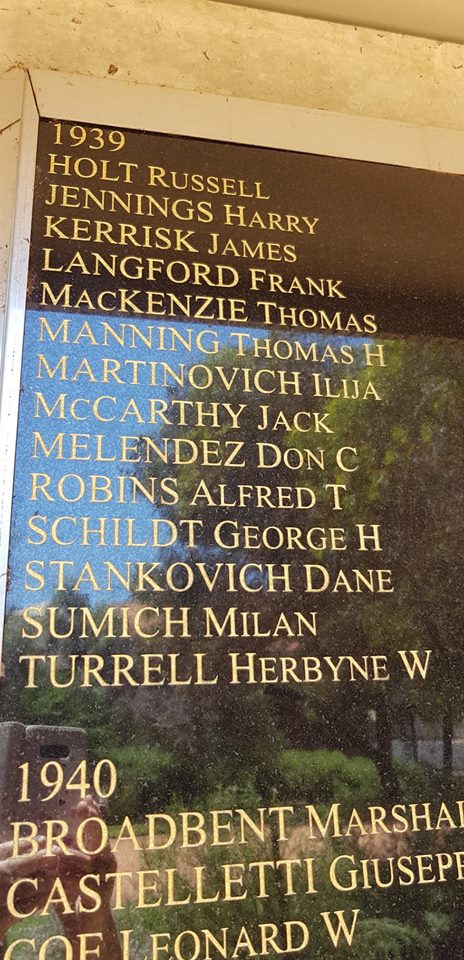 1939
HOLT RUSSELL
JENNINGS HARRY
KERRISK JAMES
LANGFORD FRANK
MACKENZIE THOMAS
MANNING THOMAS H
MARTINOVICH ILIJA
MCCARTHY JACK
MELENDEZ DON C
ROBINS ALFRED T
SCHILDT GEORGE H
STANKOVICH DANE
SUMICH MILAN
TURRELL HERBYNE W
1940
BROADBENT
CASTELLETTI
COE LEONARD W